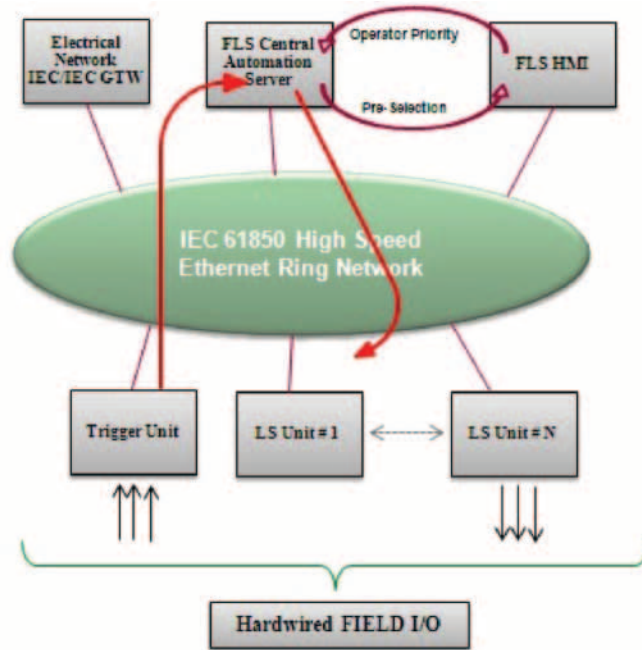 Electrical
Network
IEC/IEC GTW
FLS Central
Automation
Server
Operator Priority
Pre- Selection
FLS HMI
IEC 61850 High Speed
Ethernet Ring Network
Trigger Unit
LS Unit # 1
LS Unit # N
Hardwired FIELD I/O